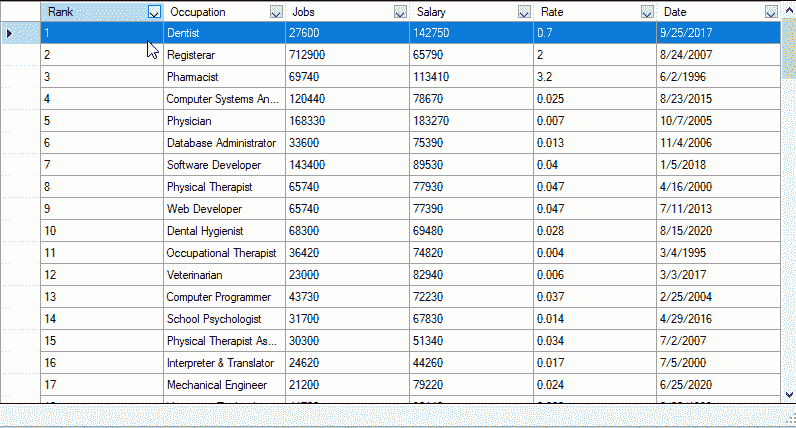 Rank Occupation Jobs Salary Rate Date
1 Dentist 27600 142750 0.7 9/25/2017
2 Registerar 712900 65790 2 8/24/2007
3 Pharmacist 69740 113410 3.2 6/2/1996
4 Computer Systems An... 120440 78670 0.025 8/23/2015
5 Physician 168330 183270 0.007 10/7/2005
6 Database Administrator 33600 75390 0.013 11/4/2006
7 Software Developer 143400 89530 0.04 1/5/2018
8 Physical Therapist 65740 77930 0.047 4/16/2000
9 Web Developer 65740 77390 0.047 7/11/2013
10 Dental Hygienist 68300 69480 0.028 8/15/2020
11 Occupational Therapist 36420 74820 0.004 3/4/1995
12 Veterinarian 23000 82940 0.006 3/3/2017
13 Computer Programmer 43730 72230 0.037 2/25/2004
14 School Psychologist 31700 67830 0.014 4/29/2016
15 Physical Therapist As... 30300 51340 0.034 7/2/2007
16 Interpreter & Translator 24620 44260 0.017 7/5/2000
17 Mechanical Engineer 21200 79220 0.024 6/25/2020